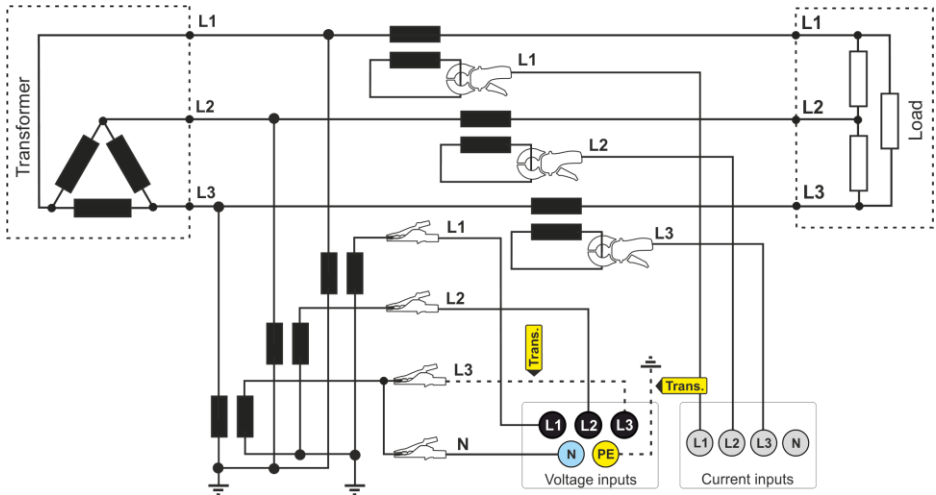 L1
L1
Transformer
L1
L2
L2
L2
Load
L3
L3
L1
L3
L2
L3
Trans.
Trans.
N
L1
L2
L3
N
PE
Voltage inputs
L1
L2
L3
N
Current inputs